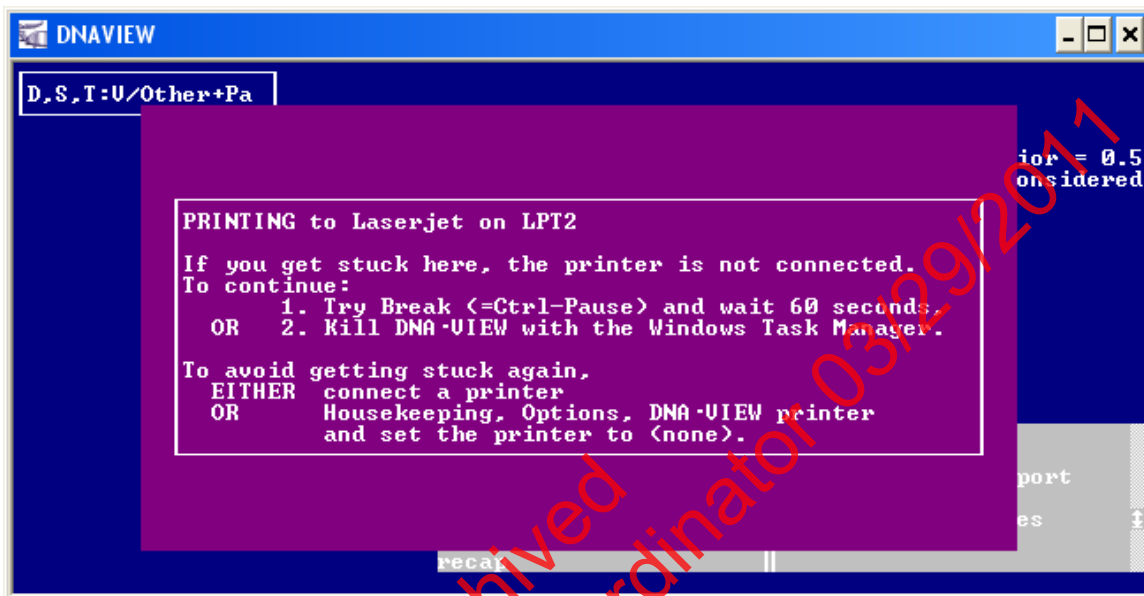 DNAVIEW
D,S,T:V/Other+Pa
ior = 0.5
onsidered
PRINTING to Laserjet on LPT2
If you get stuck here, the printer is not connected.
To continue:
1. Try Break (=Ctrl-Pause) and wait 60 seconds,
OR 2. Kill DNA·VIEW with the Windows Task Manager.
To avoid getting stuck again,
EITHER connect a printer
OR Housekeeping, Options, DNA·VIEW printer
and set the printer to (none).
port
es
recap
hived
rdinator 03/29/2011